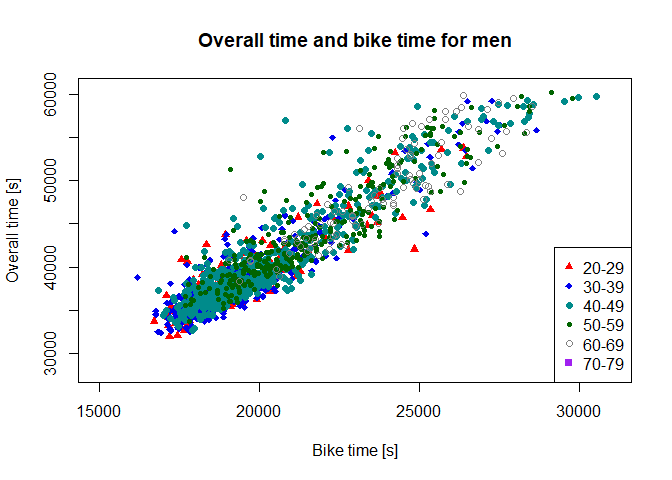 Overall time and bike time for men
Overall time [s]
60000
50000
40000
30000
15000 20000 25000 30000
Bike time [s]
20-29
30-39
40-49
50-59
60-69
70-79